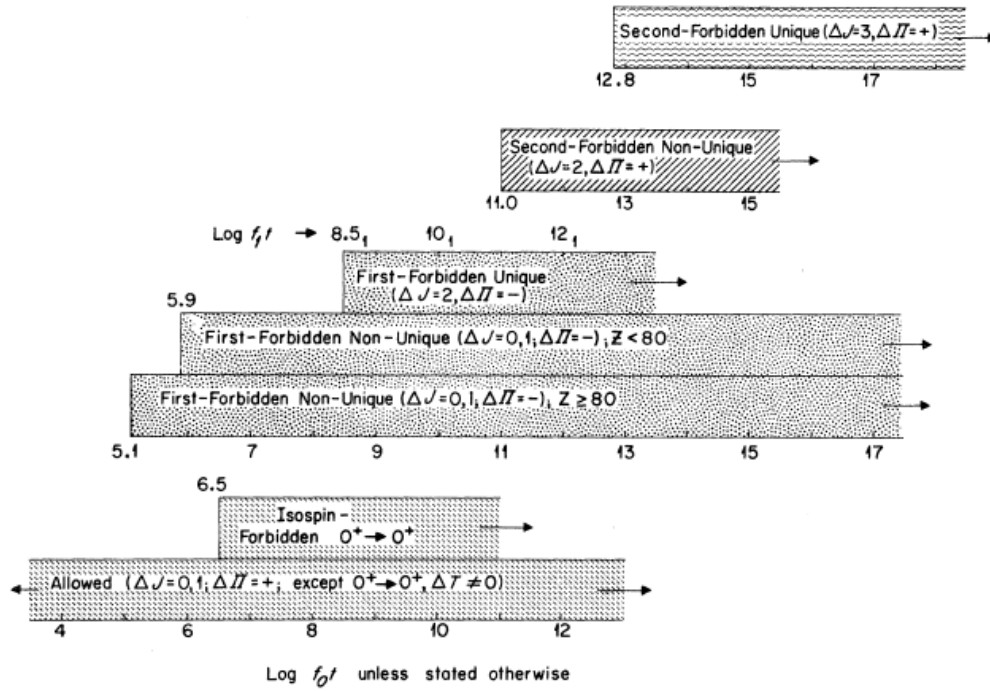 Second-Forbidden Unique (ΔJ=3, ΔΠ=+)
12.8 15 17
Second-Forbidden Non-Unique
(ΔJ=2, ΔΠ=+)
11.0 13 15
Log f₁t → 8.5₁ 10₁ 12₁
First-Forbidden Unique
(ΔJ=2, ΔΠ=-)
5.9
First-Forbidden Non-Unique (ΔJ=0,1; ΔΠ=-); Z<80
First-Forbidden Non-Unique (ΔJ=0,1; ΔΠ=-); Z≥80
5.1 7 9 11 13 15 17
6.5
Isospin-
Forbidden 0⁺→0⁺
Allowed (ΔJ=0,1; ΔΠ=+; except 0⁺→0⁺, ΔT≠0)
4 6 8 10 12
Log f₀t unless stated otherwise